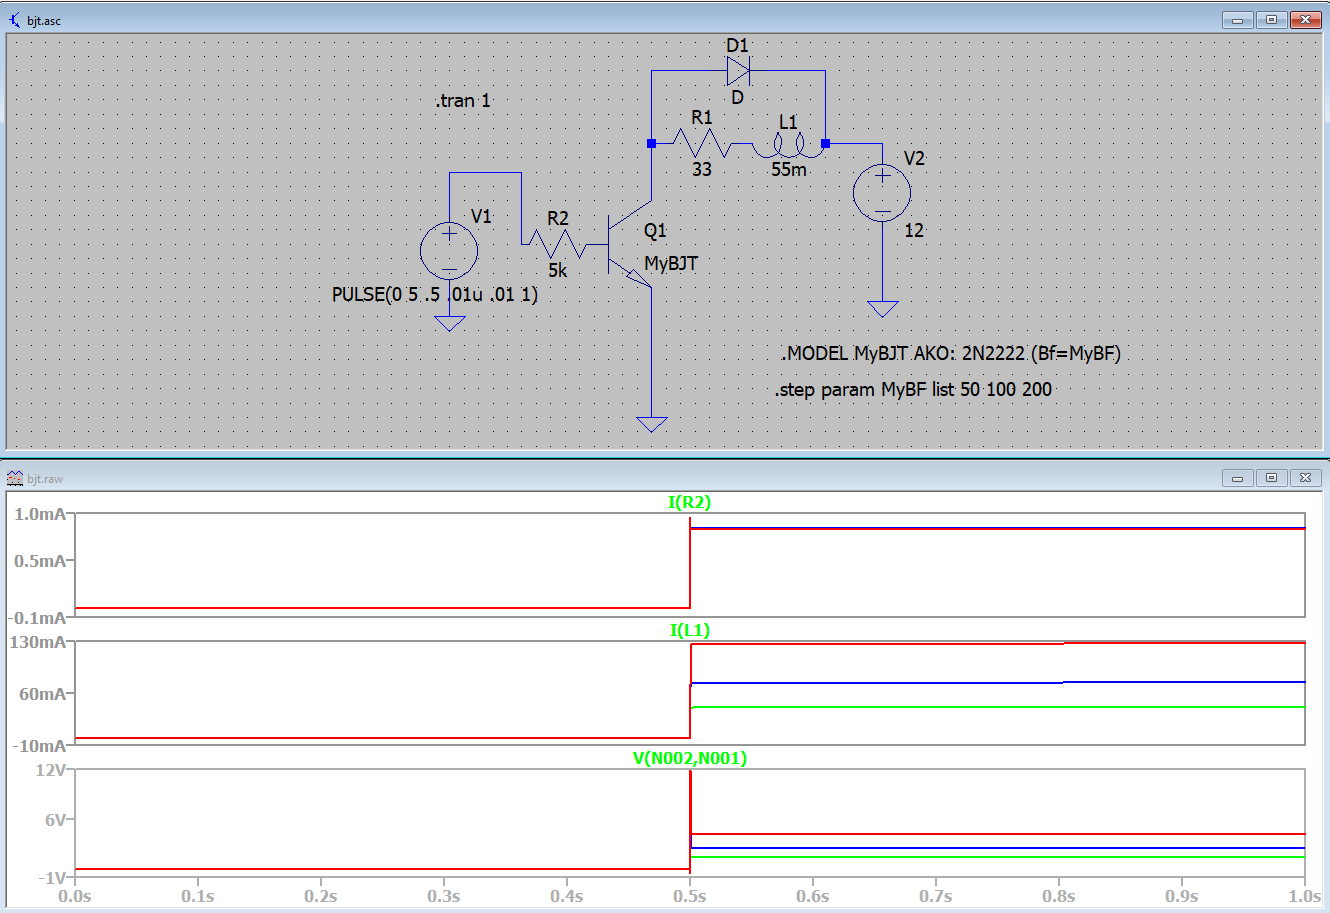 bjt.asc
D1
.tran 1
D
R1
L1
33
55m
V2
12
V1
R2
5k
Q1
MyBJT
PULSE(0 5 .5 .01u .01 1)
.MODEL MyBJT AKO: 2N2222 (Bf=MyBF)
.step param MyBF list 50 100 200
bjt.raw
I(R2)
1.0mA
0.5mA
-0.1mA
I(L1)
130mA
60mA
-10mA
V(N002,N001)
12V
6V
-1V
0.0s 0.1s 0.2s 0.3s 0.4s 0.5s 0.6s 0.7s 0.8s 0.9s 1.0s